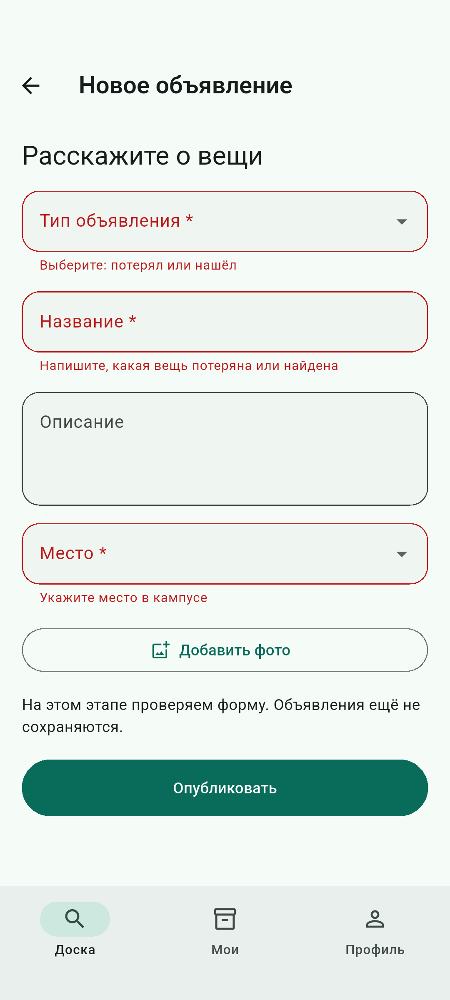 Новое объявление
Расскажите о вещи
Тип объявления *
Выберите: потерял или нашёл
Название *
Напишите, какая вещь потеряна или найдена
Описание
Место *
Укажите место в кампусе
Добавить фото
На этом этапе проверяем форму. Объявления ещё не
сохраняются.
Опубликовать
Доска
Мои
Профиль